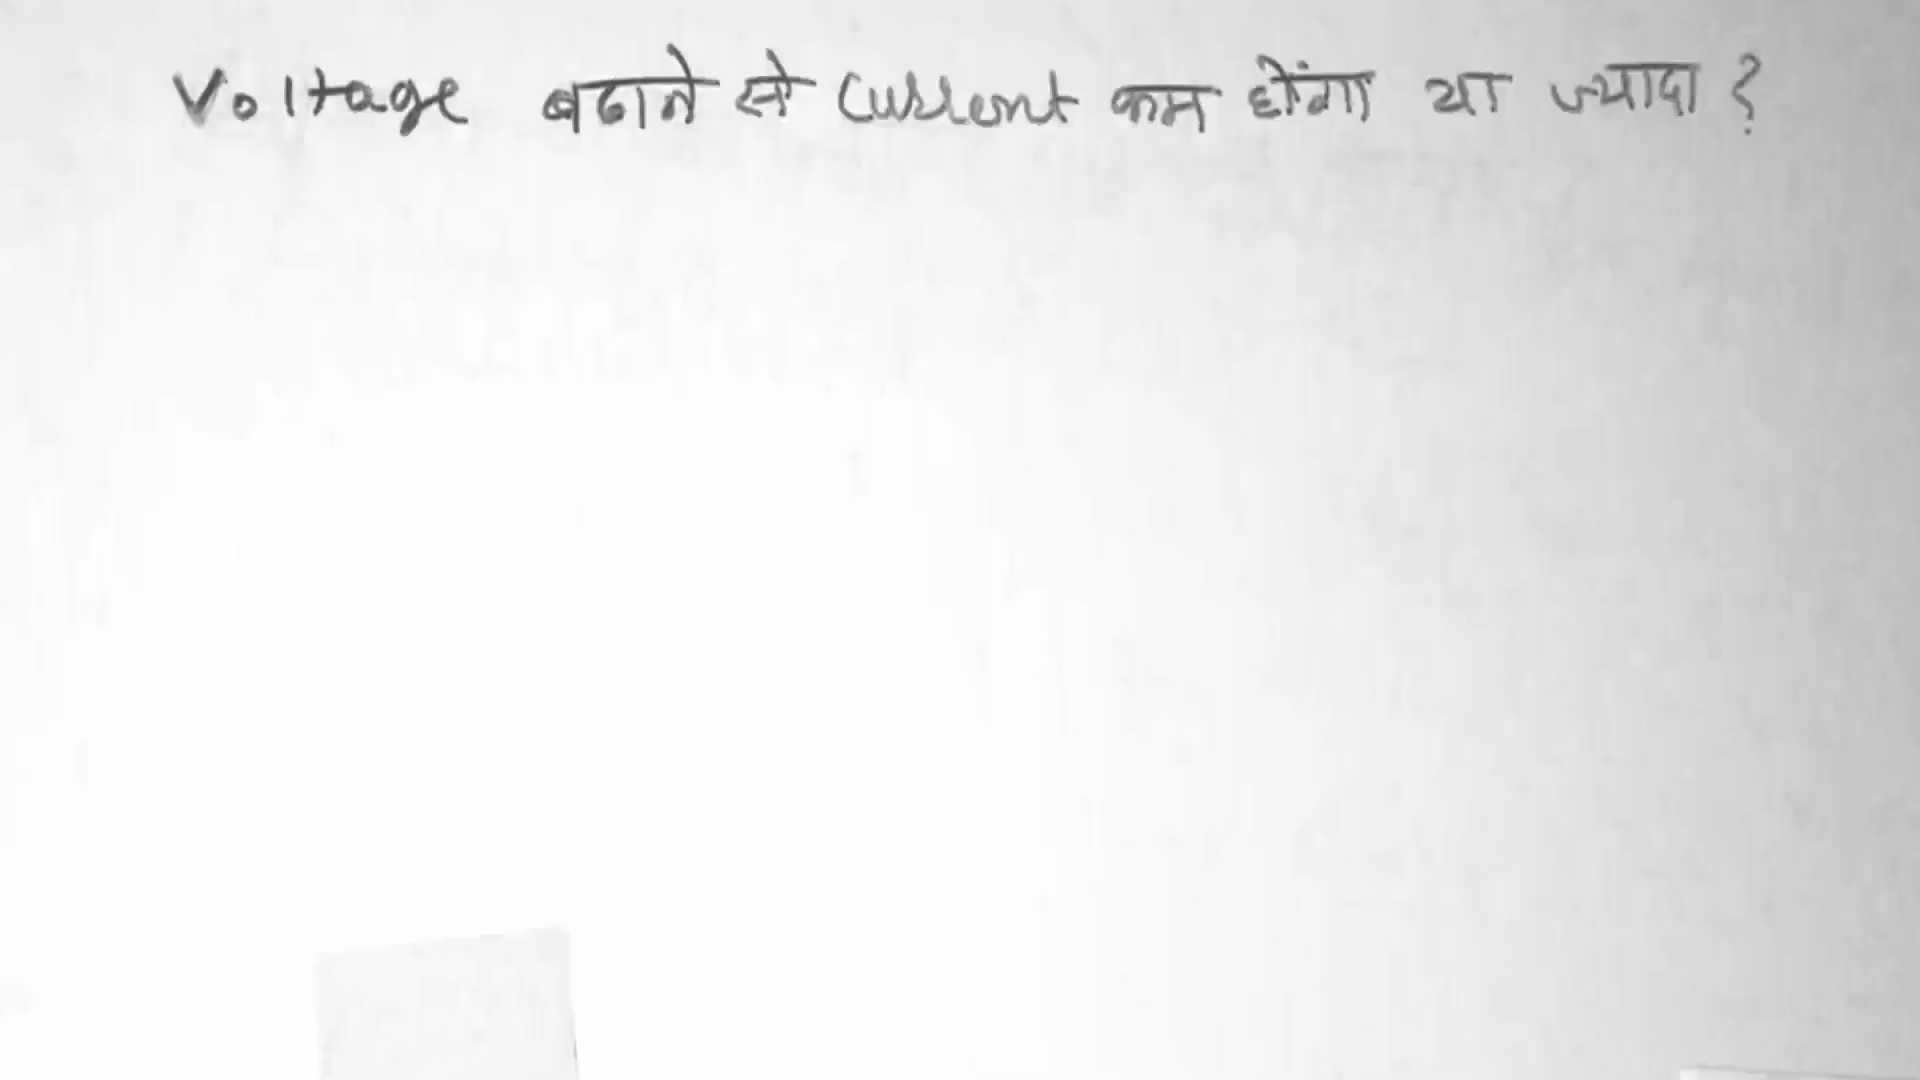 Voltage बढाने से Current कम होंगा या ज्यादा ?